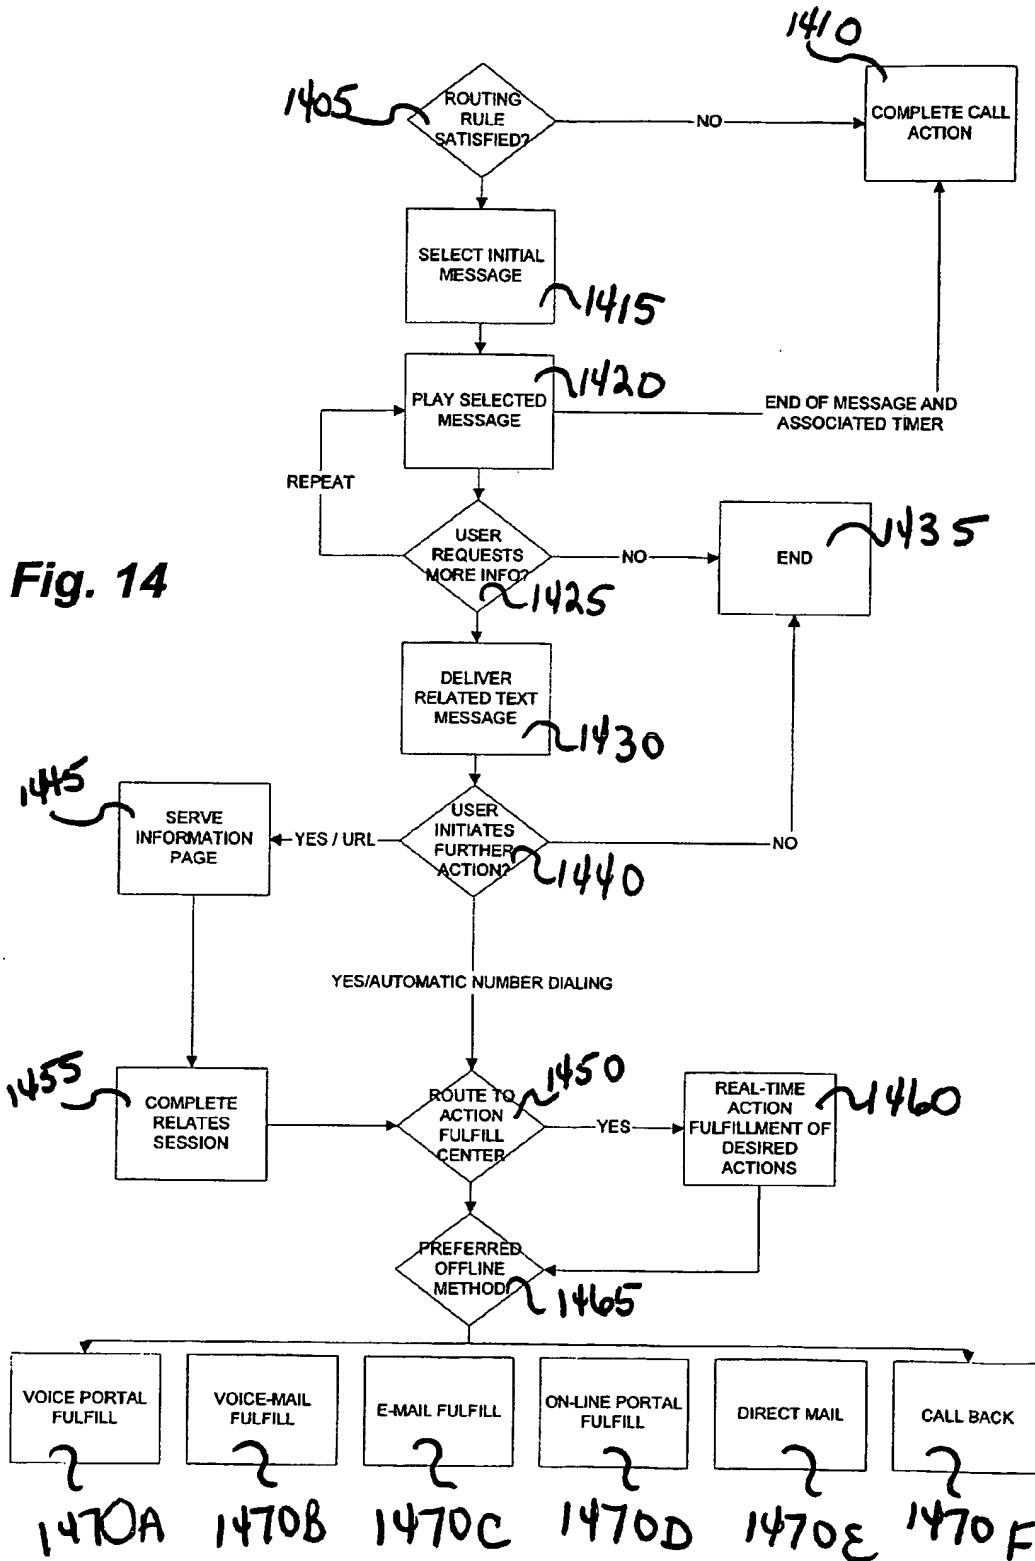 1410
1405
ROUTING
RULE
SATISFIED?
NO
COMPLETE CALL
ACTION
SELECT INITIAL
MESSAGE
1415
1420
PLAY SELECTED
MESSAGE
END OF MESSAGE AND
ASSOCIATED TIMER
REPEAT
USER
REQUESTS
MORE INFO?
NO
END
1435
Fig. 14
1425
DELIVER
RELATED TEXT
MESSAGE
1430
1445
SERVE
INFORMATION
PAGE
YES / URL
USER
INITIATES
FURTHER
ACTION?
NO
1440
YES/AUTOMATIC NUMBER DIALING
1455
COMPLETE
RELATES
SESSION
1450
ROUTE TO
ACTION
FULFILL
CENTER
YES
REAL-TIME
ACTION
FULFILLMENT OF
DESIRED
ACTIONS
1460
PREFERRED
OFFLINE
METHOD
1465
VOICE PORTAL
FULFILL
VOICE-MAIL
FULFILL
E-MAIL FULFILL
ON-LINE PORTAL
FULFILL
DIRECT MAIL
CALL BACK
1470A
1470B
1470C
1470D
1470E
1470F